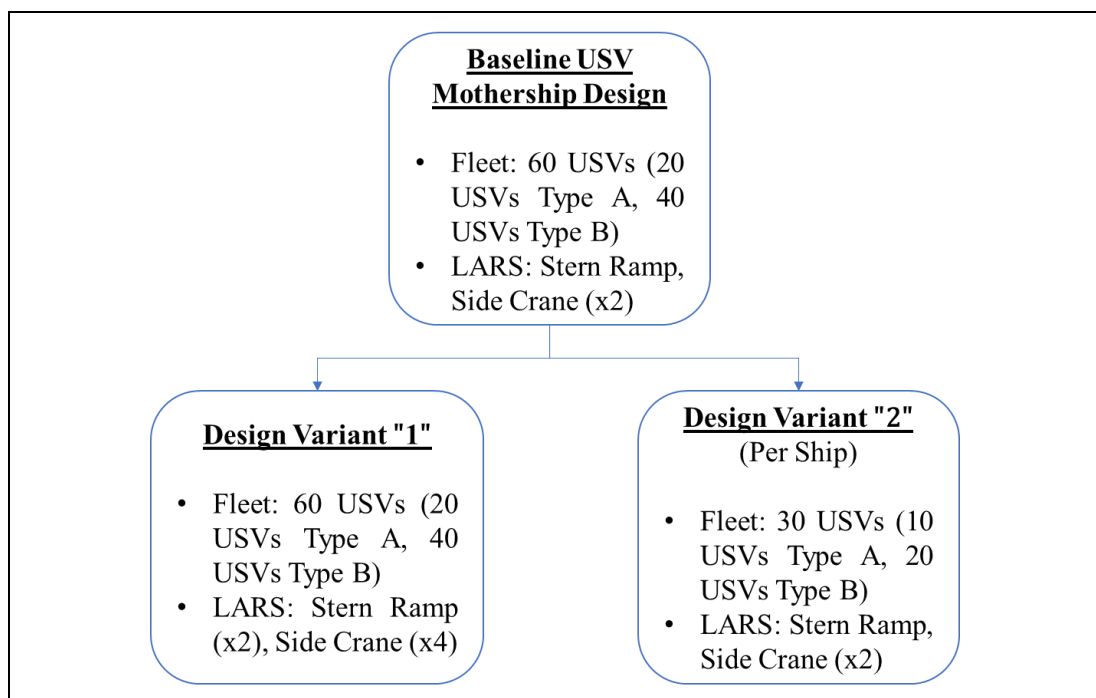 Baseline USV
Mothership Design
• Fleet: 60 USVs (20
USVs Type A, 40
USVs Type B)
• LARS: Stern Ramp,
Side Crane (x2)
Design Variant "1"
• Fleet: 60 USVs (20
USVs Type A, 40
USVs Type B)
• LARS: Stern Ramp
(x2), Side Crane (x4)
Design Variant "2"
(Per Ship)
• Fleet: 30 USVs (10
USVs Type A, 20
USVs Type B)
• LARS: Stern Ramp,
Side Crane (x2)